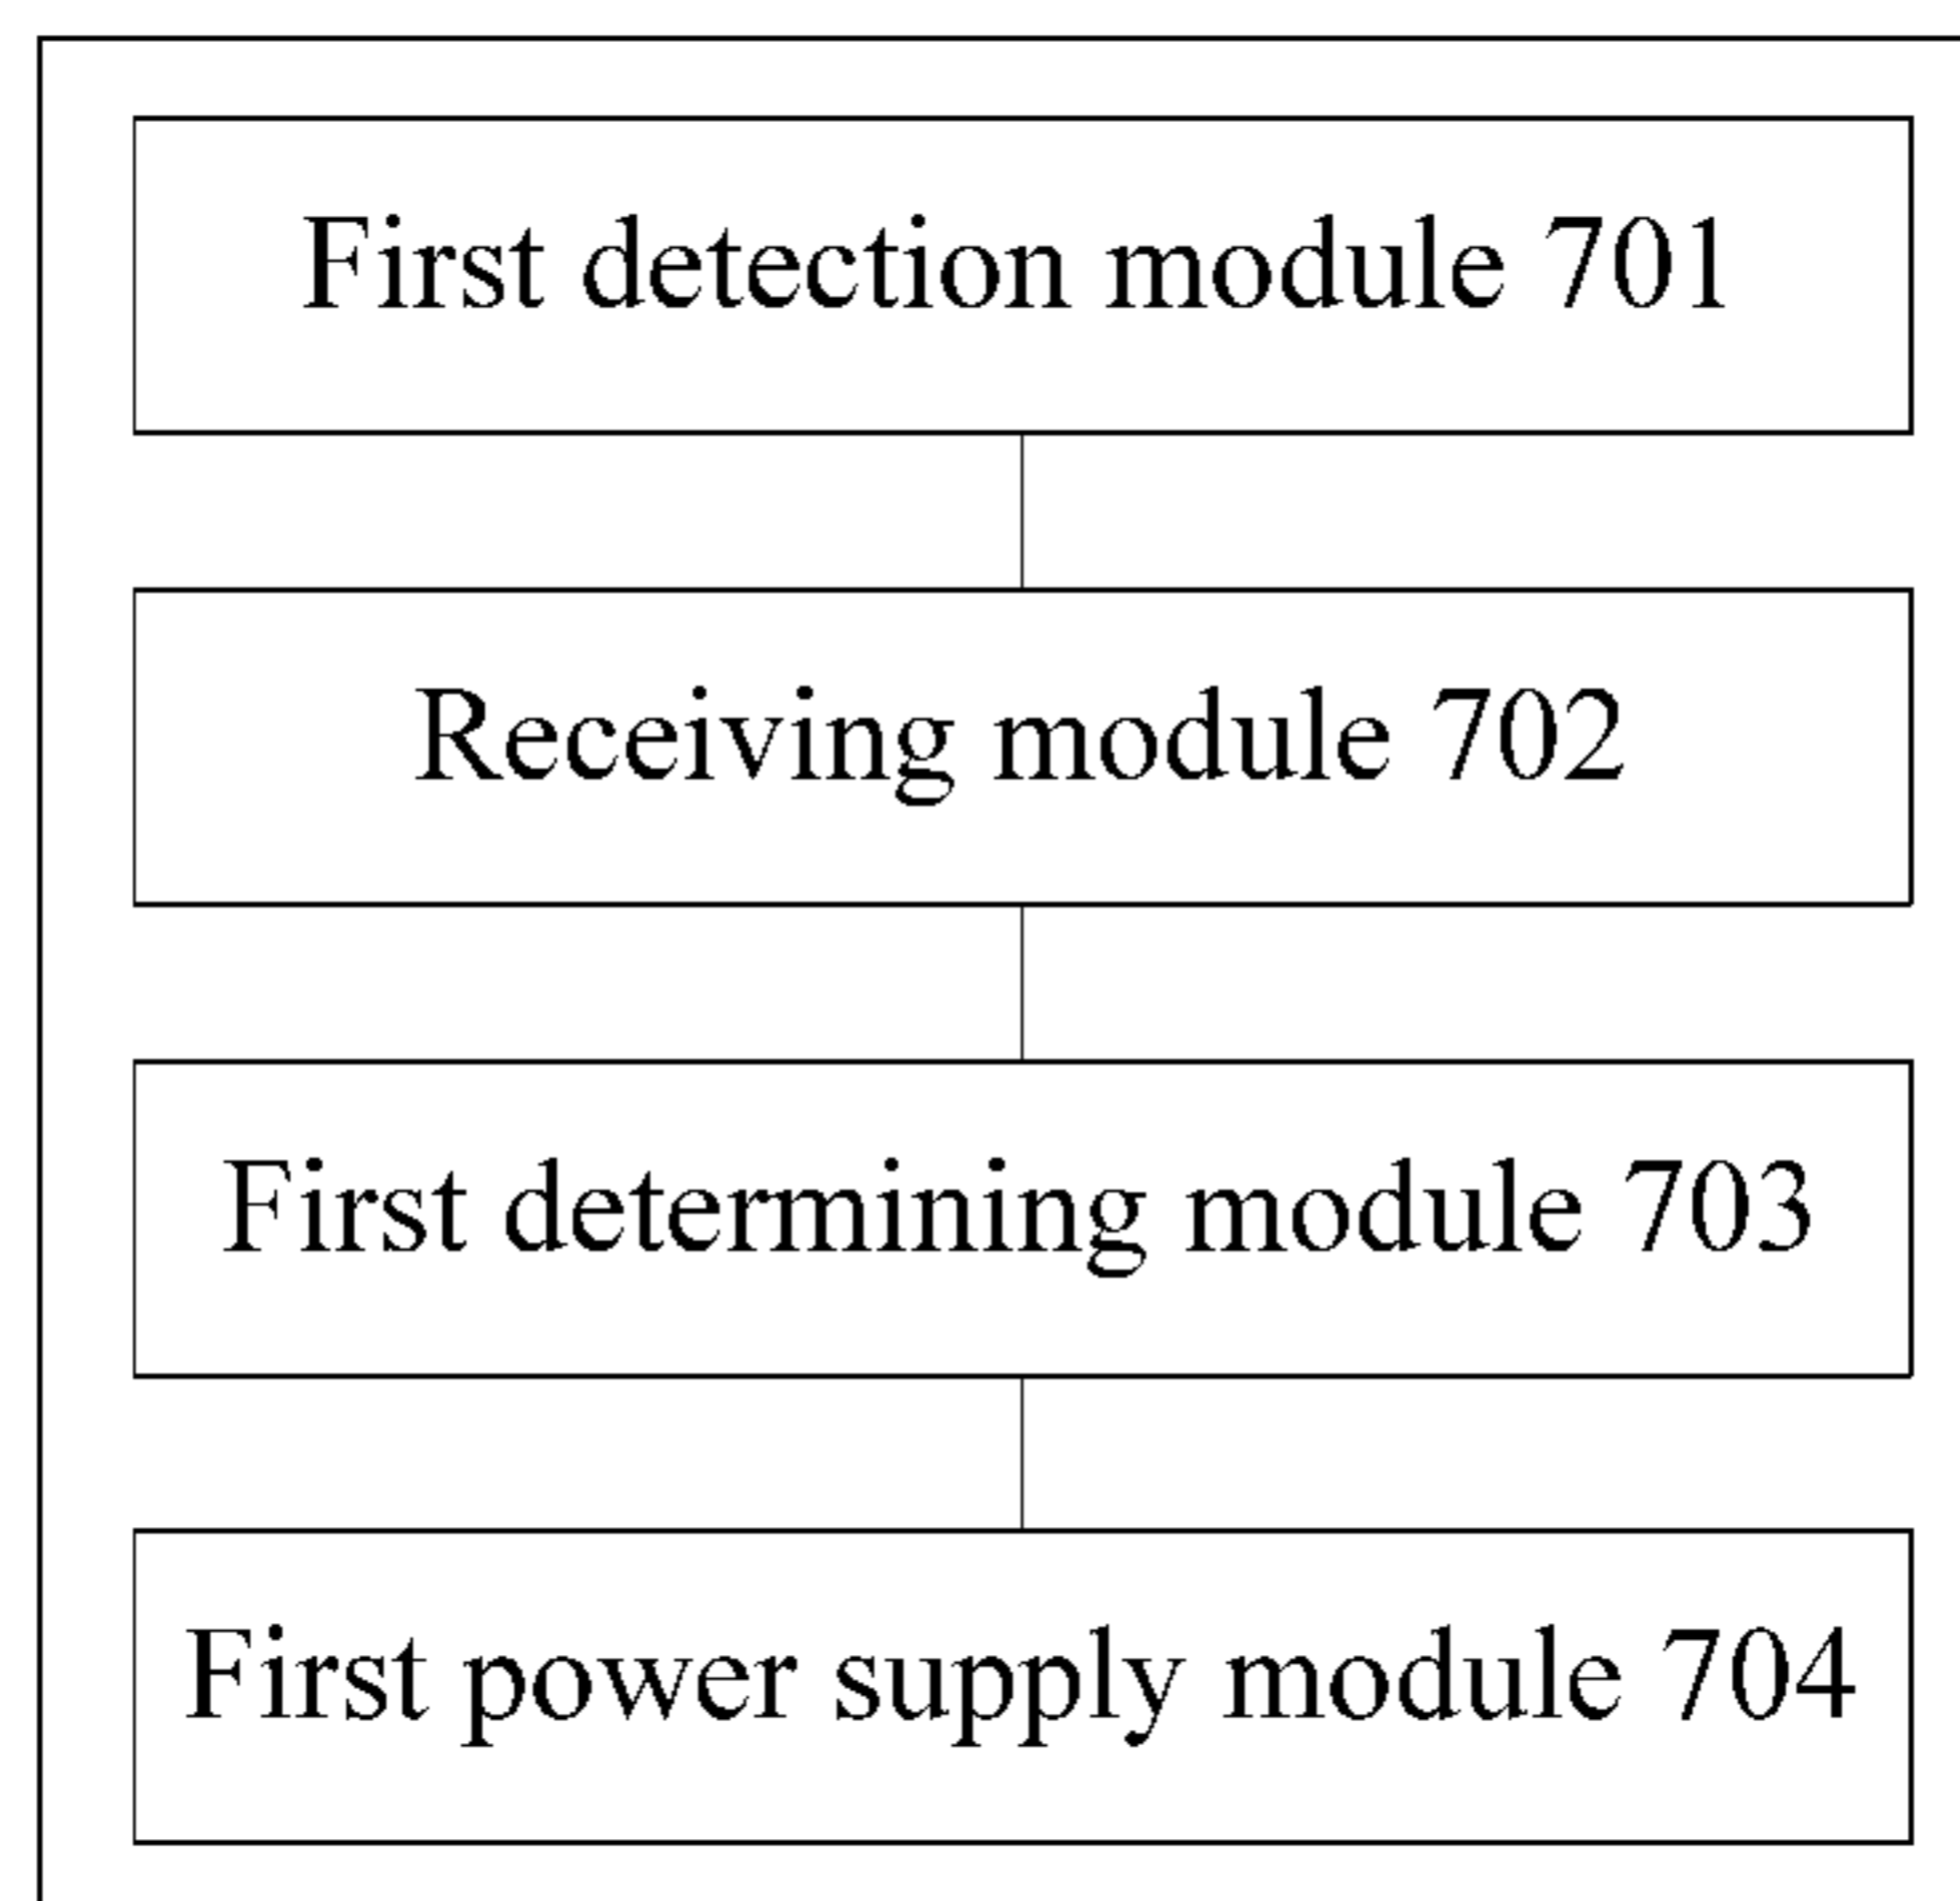 First detection module 701
Receiving module 702
First determining module 703
First power supply module 704